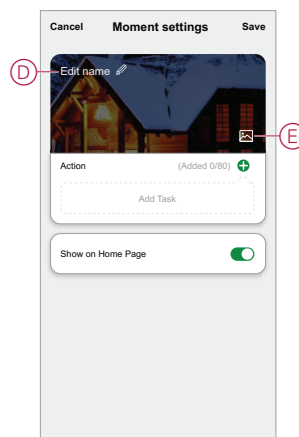 Cancel Moment settings Save
D Edit name
E
Action (Added 0/80)
Add Task
Show on Home Page